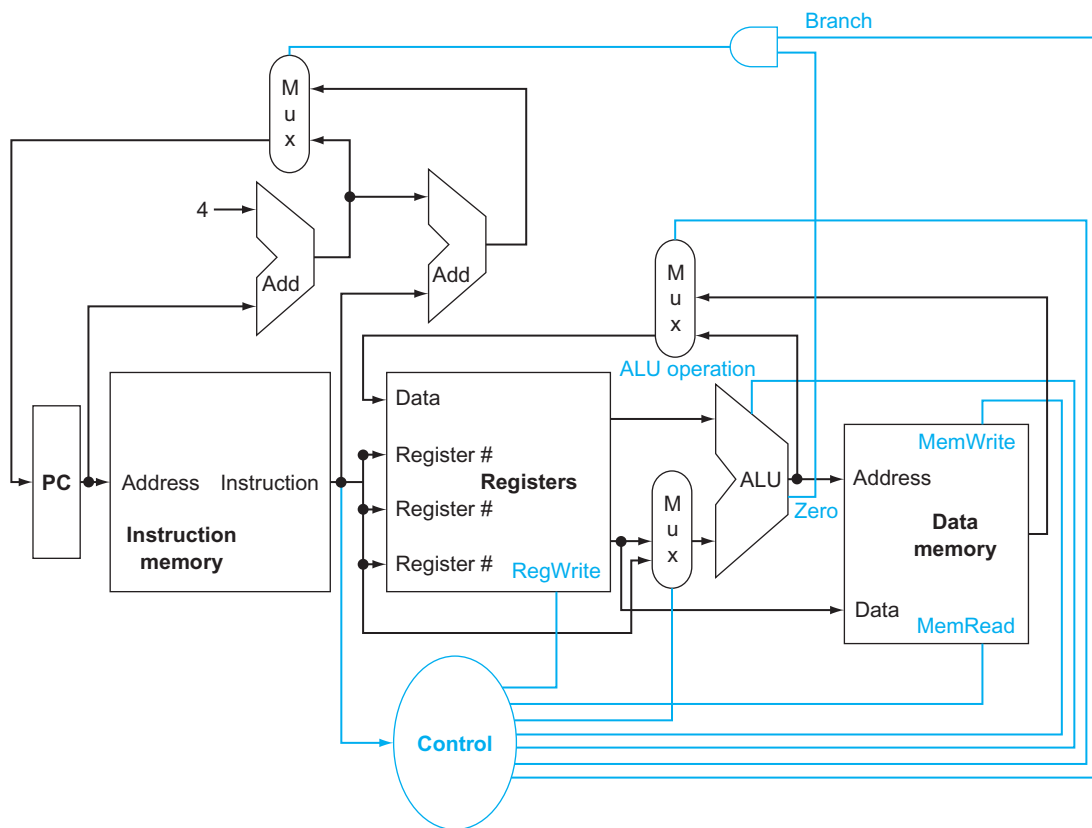 Branch
M
u
x
4
Add
Add
M
u
x
ALU operation
Data
Register #
Registers
Register #
Register #
RegWrite
PC
Address
Instruction
Instruction
memory
M
u
x
ALU
Zero
MemWrite
Address
Data
memory
Data
MemRead
Control